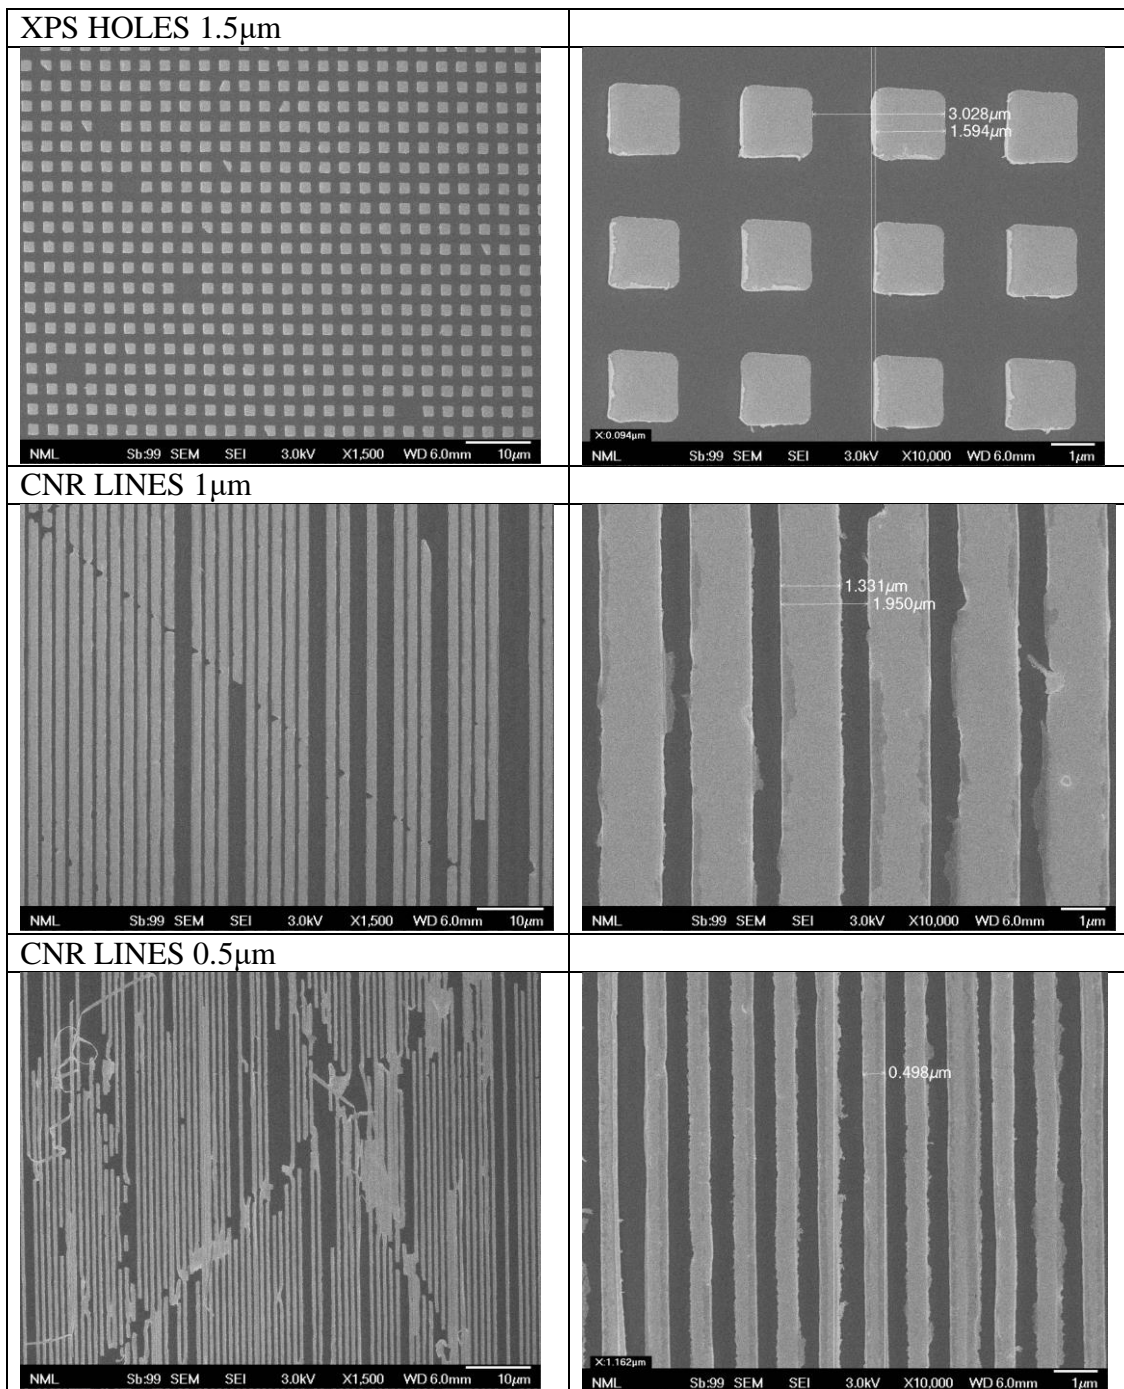 XPS HOLES 1.5μm
3.028μm
1.594μm
X:0.094μm
NML Sb:99 SEM SEI 3.0kV X1,500 WD 6.0mm 10μm
NML Sb:99 SEM SEI 3.0kV X10,000 WD 6.0mm 1μm
CNR LINES 1μm
1.331μm
1.950μm
NML Sb:99 SEM SEI 3.0kV X1,500 WD 6.0mm 10μm
NML Sb:99 SEM SEI 3.0kV X10,000 WD 6.0mm 1μm
CNR LINES 0.5μm
0.498μm
X:1.162μm
NML Sb:99 SEM SEI 3.0kV X1,500 WD 6.0mm 10μm
NML Sb:99 SEM SEI 3.0kV X10,000 WD 6.0mm 1μm